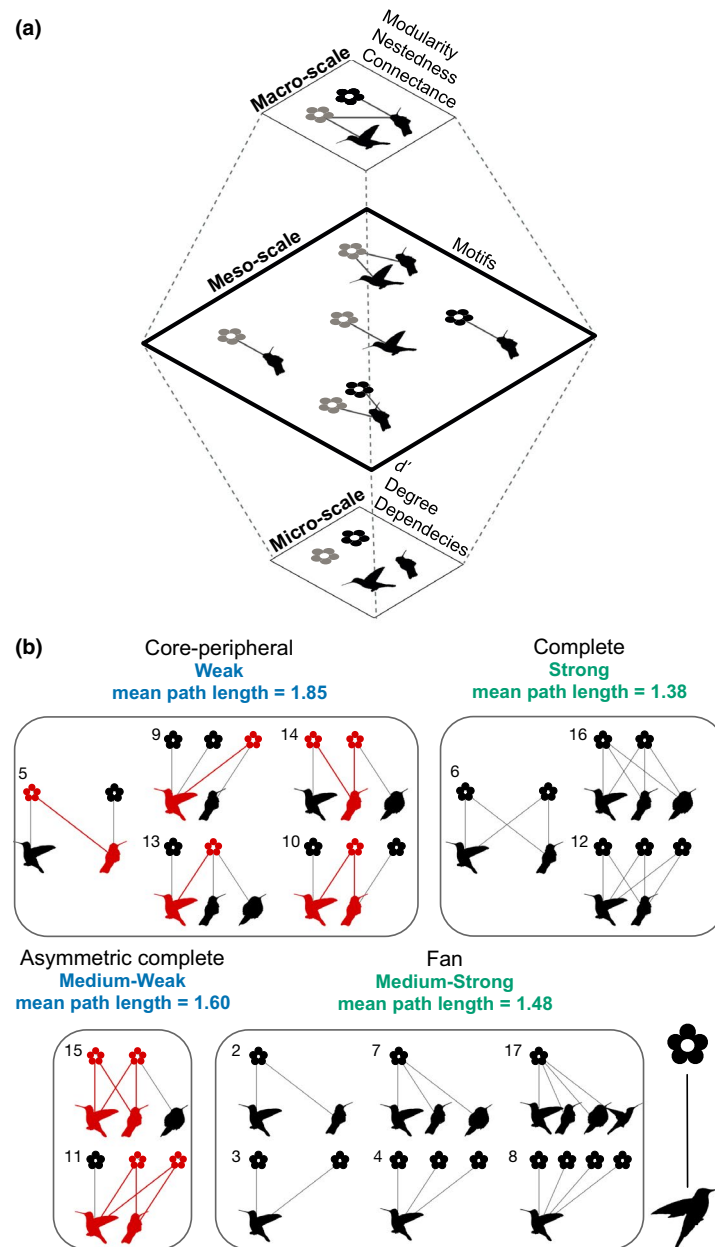 (a)
Modularity
Nestedness
Connectance
Macro-scale
Meso-scale
Motifs
d'
Degree
Dependecies
Micro-scale
(b)
Core-peripheral
Weak
mean path length = 1.85
Complete
Strong
mean path length = 1.38
5
9
14
13
10
6
16
12
Asymmetric complete
Medium-Weak
mean path length = 1.60
Fan
Medium-Strong
mean path length = 1.48
15
11
2
7
17
3
4
8